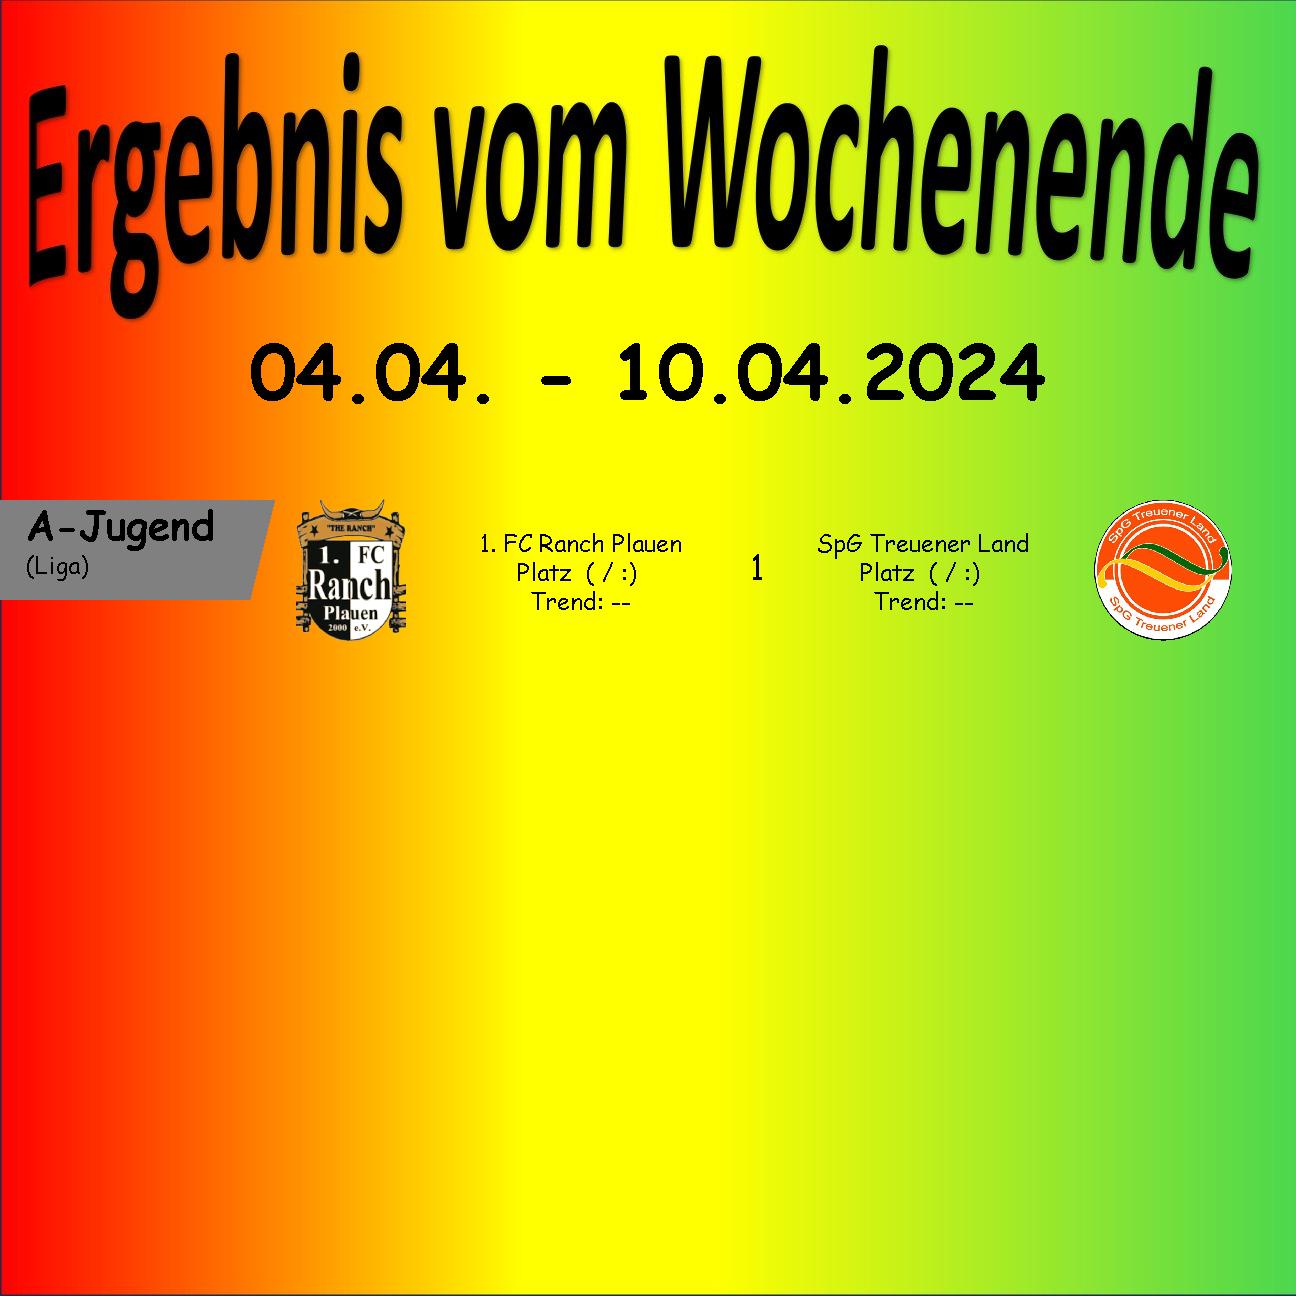 Ergebnis vom Wochenende
04.04. - 10.04.2024
A-Jugend
(Liga)
"THE RANCH"
1. FC
Ranch
Plauen
2000 e.V.
1. FC Ranch Plauen
Platz ( / :)
Trend: --
1
SpG Treuener Land
Platz ( / :)
Trend: --
SpG Treuener Land
SpG Treuener Land